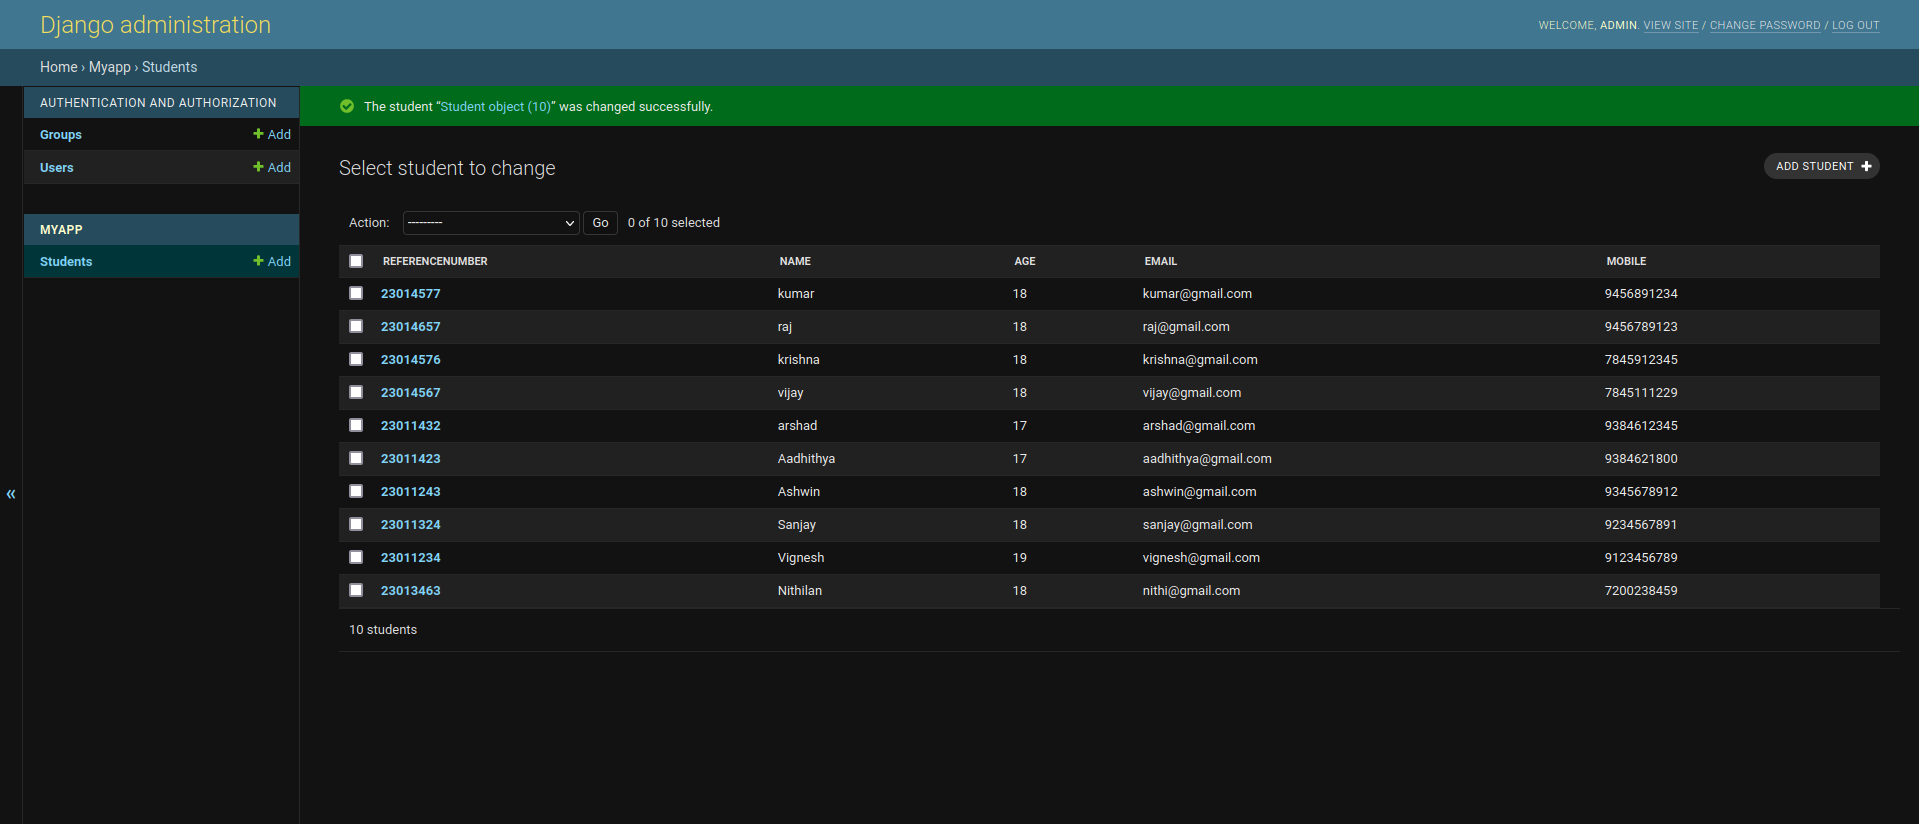 Django administration
WELCOME, ADMIN. VIEW SITE / CHANGE PASSWORD / LOG OUT
Home › Myapp › Students
AUTHENTICATION AND AUTHORIZATION
Groups + Add
Users + Add
MYAPP
Students + Add
«
The student “Student object (10)” was changed successfully.
Select student to change
ADD STUDENT +
Action: --------- Go 0 of 10 selected
REFERENCENUMBER NAME AGE EMAIL MOBILE
23014577 kumar 18 kumar@gmail.com 9456891234
23014657 raj 18 raj@gmail.com 9456789123
23014576 krishna 18 krishna@gmail.com 7845912345
23014567 vijay 18 vijay@gmail.com 7845111229
23011432 arshad 17 arshad@gmail.com 9384612345
23011423 Aadhithya 17 aadhithya@gmail.com 9384621800
23011243 Ashwin 18 ashwin@gmail.com 9345678912
23011324 Sanjay 18 sanjay@gmail.com 9234567891
23011234 Vignesh 19 vignesh@gmail.com 9123456789
23013463 Nithilan 18 nithi@gmail.com 7200238459
10 students